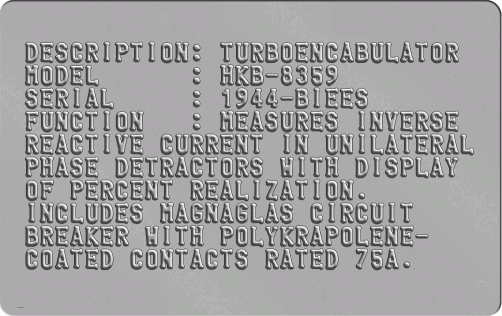 DESCRIPTION: TURBOENCABULATOR
MODEL : HKB-8359
SERIAL : 1944-BIEES
FUNCTION : MEASURES INVERSE
REACTIVE CURRENT IN UNILATERAL
PHASE DETRACTORS WITH DISPLAY
OF PERCENT REALIZATION.
INCLUDES MAGNAGLAS CIRCUIT
BREAKER WITH POLYKRAPOLENE-
COATED CONTACTS RATED 75A.